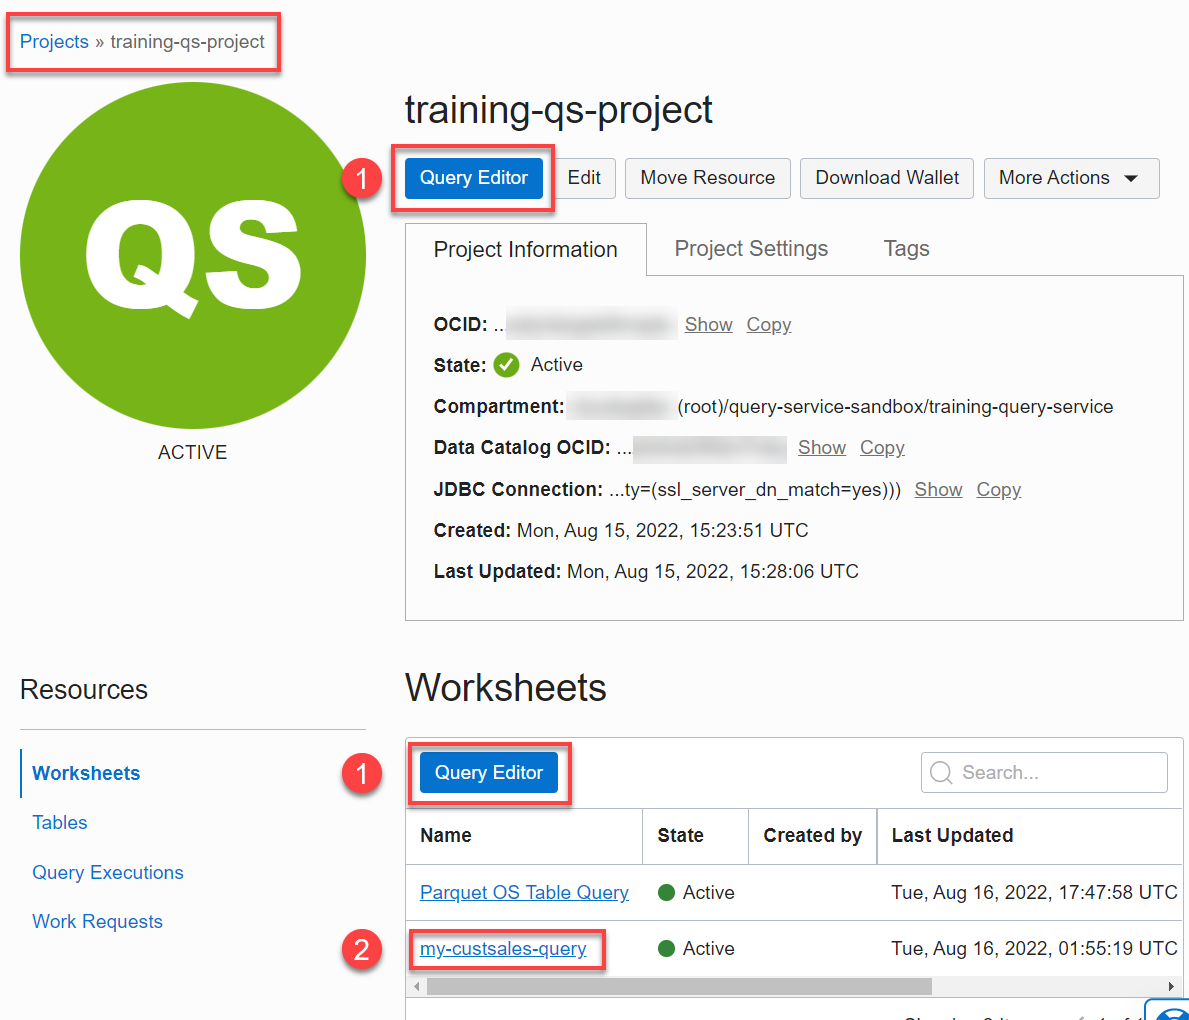 Projects » training-qs-project
QS
ACTIVE
training-qs-project
1
Query Editor
Edit
Move Resource
Download Wallet
More Actions
Project Information
Project Settings
Tags
OCID: .. Show Copy
State: Active
Compartment: (root)/query-service-sandbox/training-query-service
Data Catalog OCID: ... Show Copy
JDBC Connection: ...ty=(ssl_server_dn_match=yes))) Show Copy
Created: Mon, Aug 15, 2022, 15:23:51 UTC
Last Updated: Mon, Aug 15, 2022, 15:28:06 UTC
Resources
Worksheets
Tables
Query Executions
Work Requests
Worksheets
1
Query Editor
Search...
Name State Created by Last Updated
Parquet OS Table Query Active Tue, Aug 16, 2022, 17:47:58 UTC
2
my-custsales-query Active Tue, Aug 16, 2022, 01:55:19 UTC